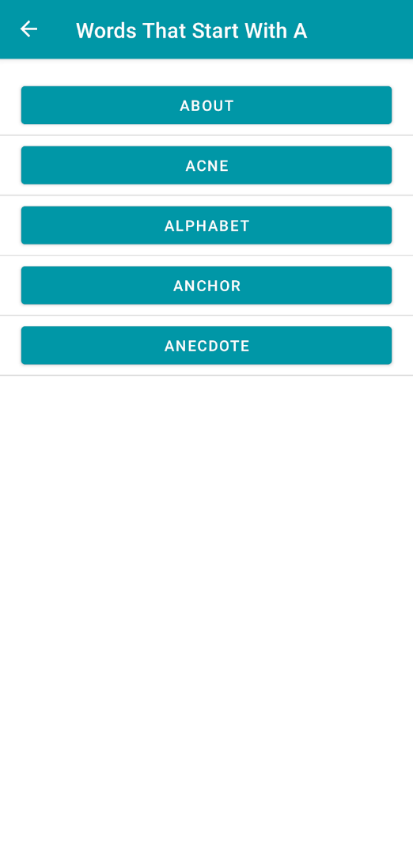 Words That Start With A
ABOUT
ACNE
ALPHABET
ANCHOR
ANECDOTE